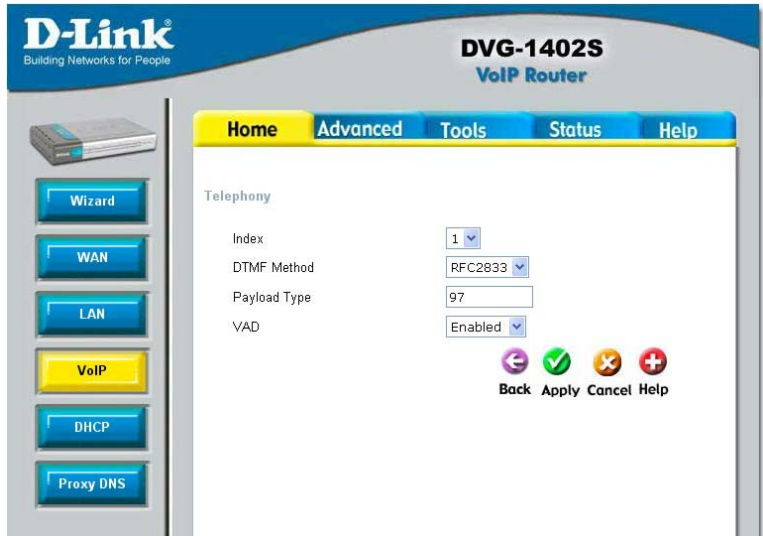 D-Link®
Building Networks for People
DVG-1402S
VoIP Router
Home Advanced Tools Status Help
Wizard
WAN
LAN
VoIP
DHCP
Proxy DNS
Telephony
Index 1
DTMF Method RFC2833
Payload Type 97
VAD Enabled
Back Apply Cancel Help